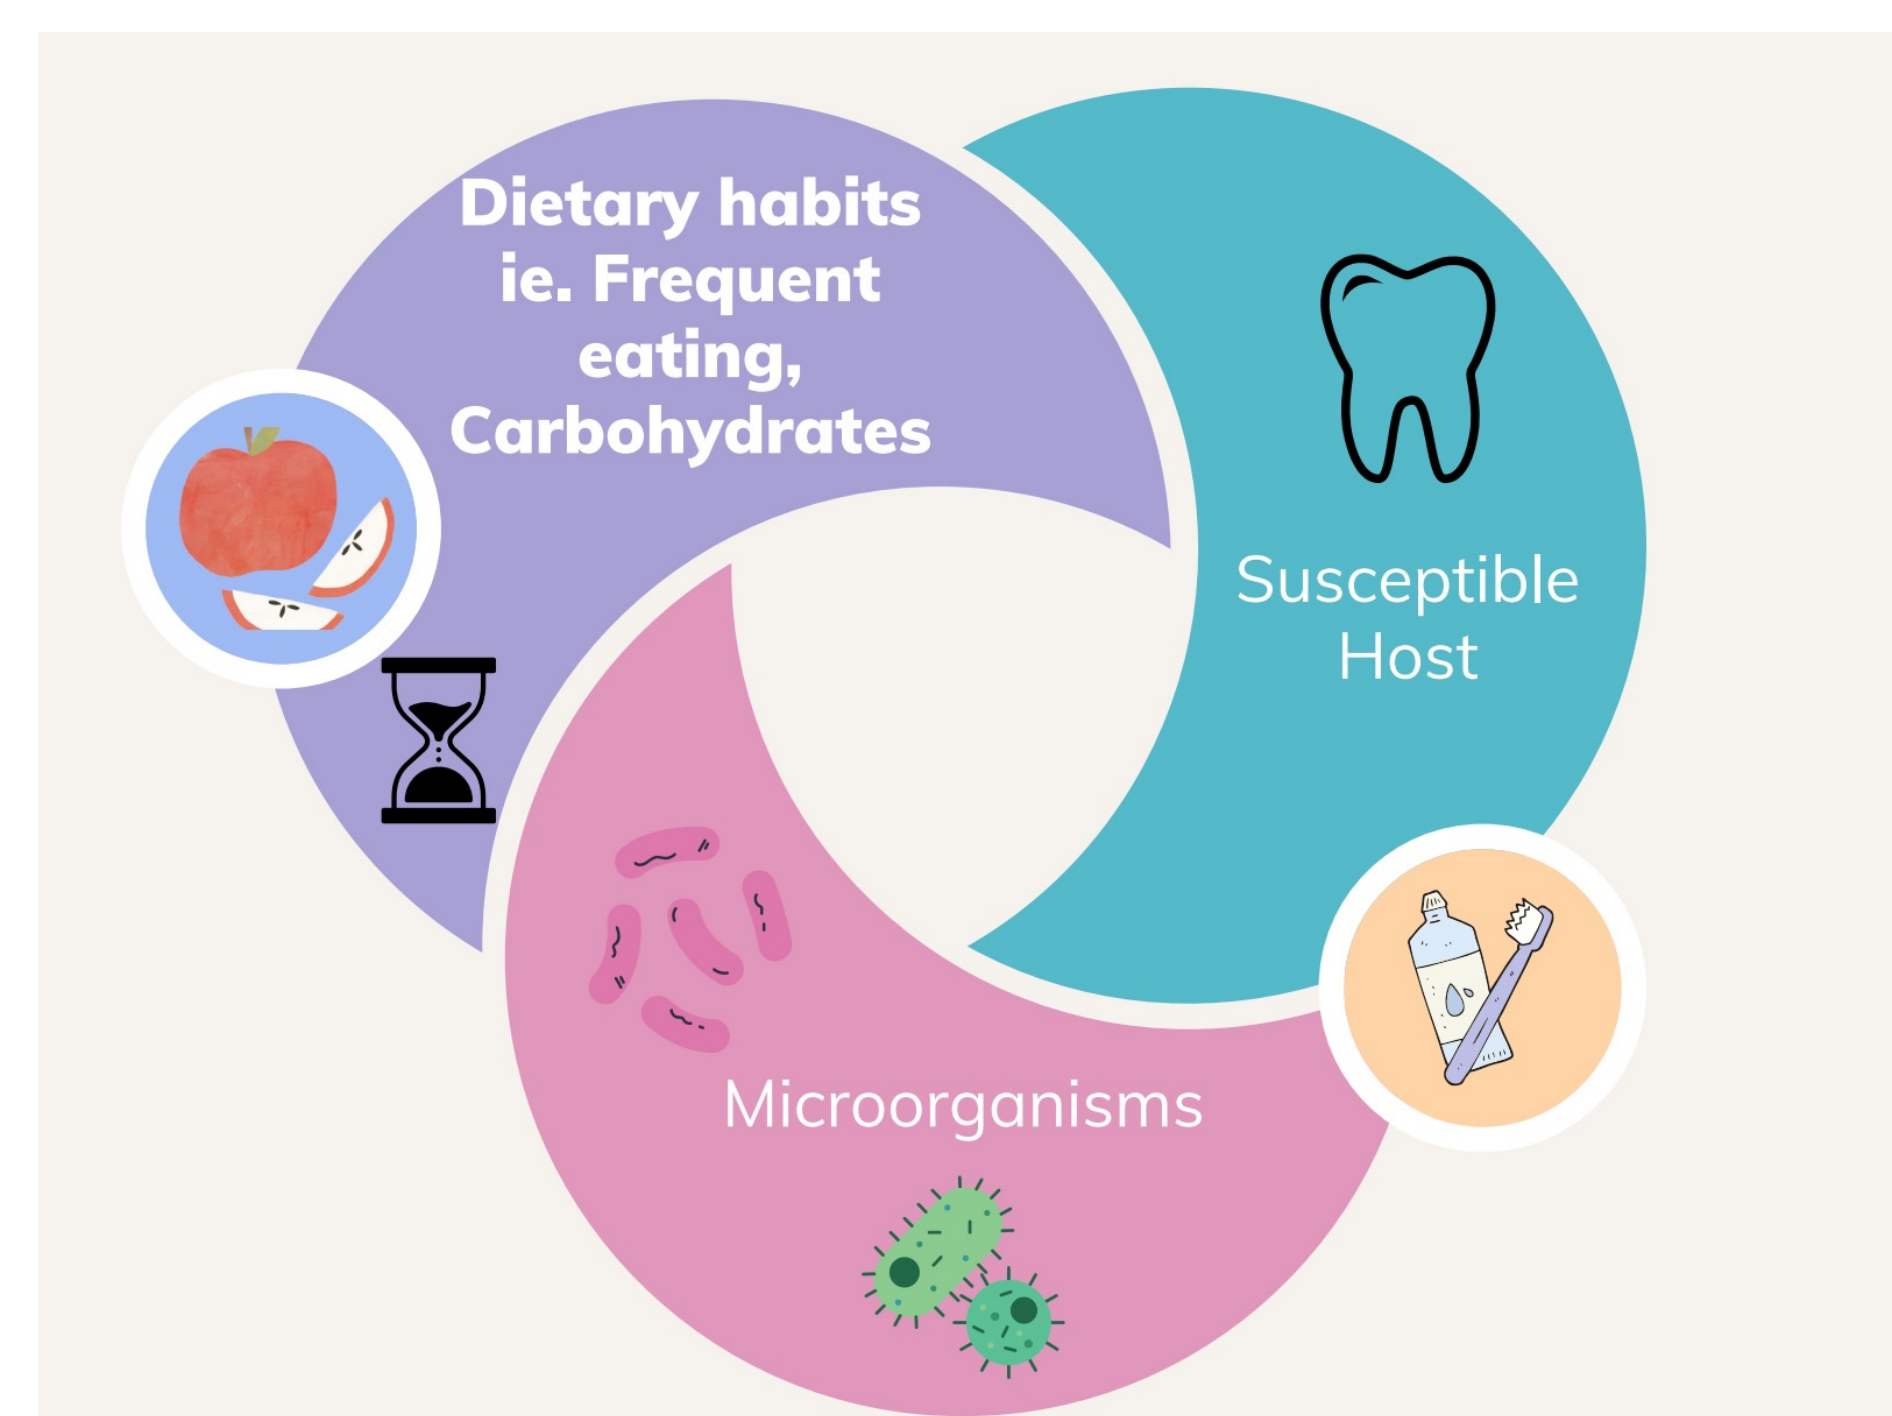 Dietary habits
ie. Frequent
eating,
Carbohydrates
Susceptible
Host
Microorganisms